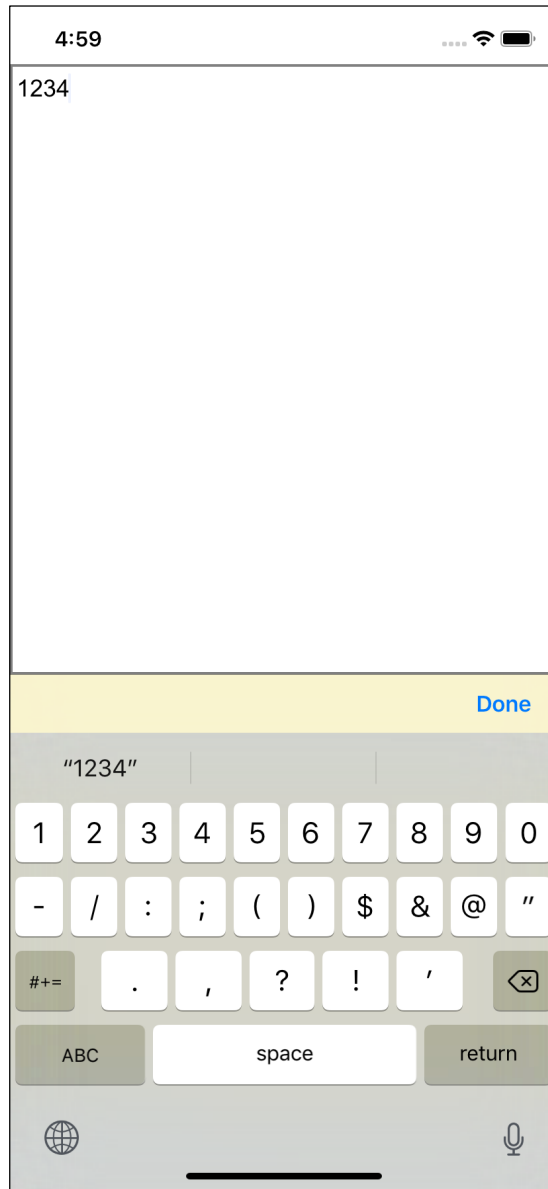 4:59
1234
Done
“1234”
1 2 3 4 5 6 7 8 9 0
- / : ; ( ) $ & @ ”
#+= . , ? ! ’
ABC space return